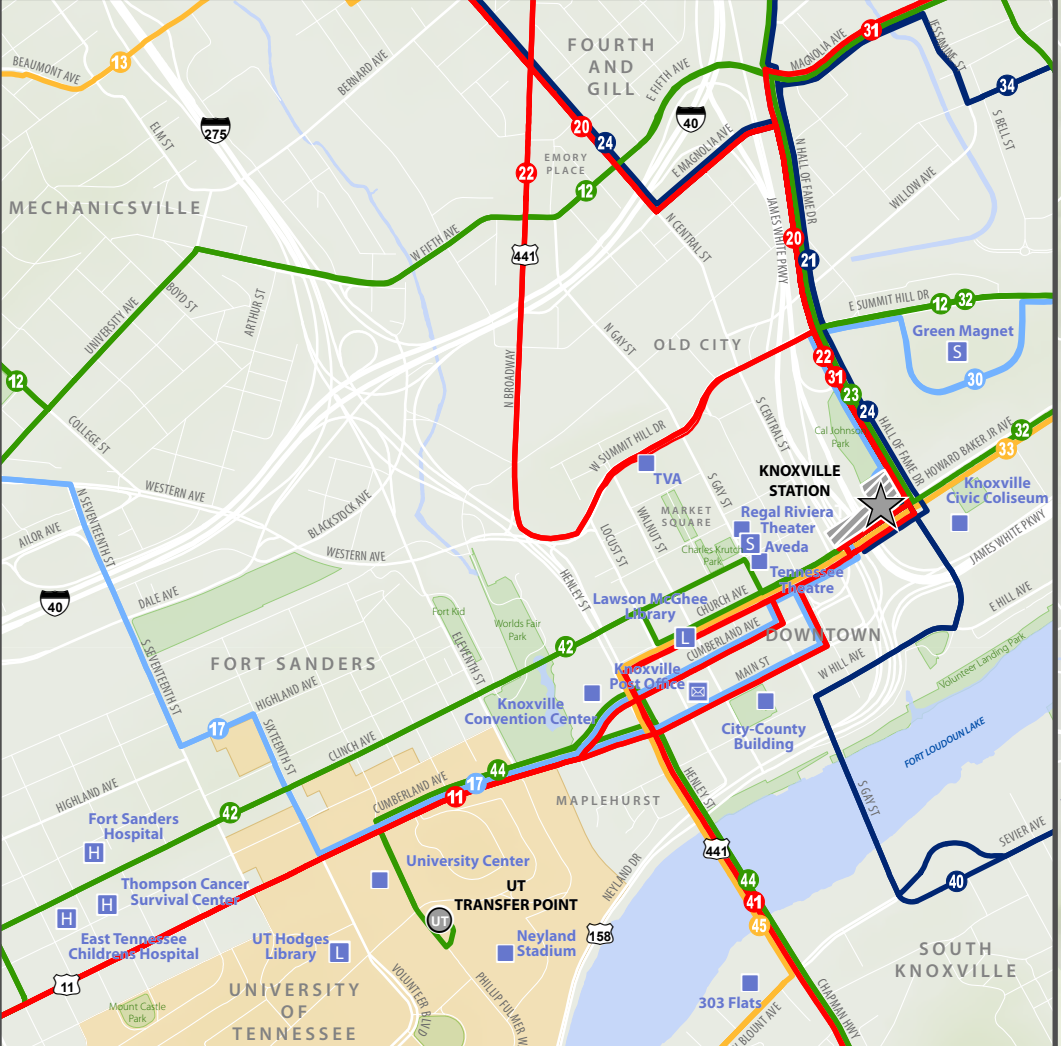 FOURTH
AND
GILL
31
MAGNOLIA AVE
JESSAMINE ST
13
BEAUMONT AVE
BERNARD AVE
E FIFTH AVE
34
ELM ST
275
40
20
24
E MAGNOLIA AVE
S BELL ST
EMORY
PLACE
22
12
N HALL OF FAME DR
WILLOW AVE
MECHANICSVILLE
JAMES WHITE PKWY
W FIFTH AVE
N CENTRAL ST
20
21
441
BOYD ST
UNIVERSITY AVE
ARTHUR ST
E SUMMIT HILL DR
12
32
N GAY ST
OLD CITY
Green Magnet
S
22
31
30
12
N BROADWAY
23
24
S CENTRAL ST
HALL OF FAME DR
COLLEGE ST
W SUMMIT HILL DR
Cal Johnson
Park
HOWARD BAKER JR AVE
32
33
KNOXVILLE
STATION
TVA
S GAY ST
Knoxville
Civic Coliseum
N SEVENTEENTH ST
WESTERN AVE
BLACKSTOCK AVE
MARKET
SQUARE
WALNUT ST
Regal Riviera
Theater
JAMES WHITE PKWY
AILOR AVE
LOCUST ST
S
Aveda
Charles Krutch
Park
WESTERN AVE
HENLEY ST
Tennessee
Theatre
40
DALE AVE
Lawson McGhee
Library
CHURCH AVE
E HILL AVE
Fort Kid
Worlds Fair
Park
L
CUMBERLAND AVE
DOWNTOWN
42
ELEVENTH ST
FORT SANDERS
S SEVENTEENTH ST
Knoxville
Post Office
MAIN ST
W HILL AVE
Volunteer Landing Park
HIGHLAND AVE
Knoxville
Convention Center
City-County
Building
17
SIXTEENTH ST
CLINCH AVE
FORT LOUDOUN LAKE
44
17
11
CUMBERLAND AVE
HIGHLAND AVE
MAPLEHURST
HENLEY ST
S GAY ST
42
Fort Sanders
Hospital
H
SEVIER AVE
441
University Center
NEYLAND DR
UT
TRANSFER POINT
Thompson Cancer
Survival Center
H
H
44
40
41
UT
45
East Tennessee
Childrens Hospital
UT Hodges
Library
L
Neyland
Stadium
158
SOUTH
KNOXVILLE
11
VOLUNTEER BLVD
PHILLIP FULMER W
CHAPMAN HWY
UNIVERSITY
OF
TENNESSEE
Mount Castle
Park
303 Flats
BLOUNT AVE